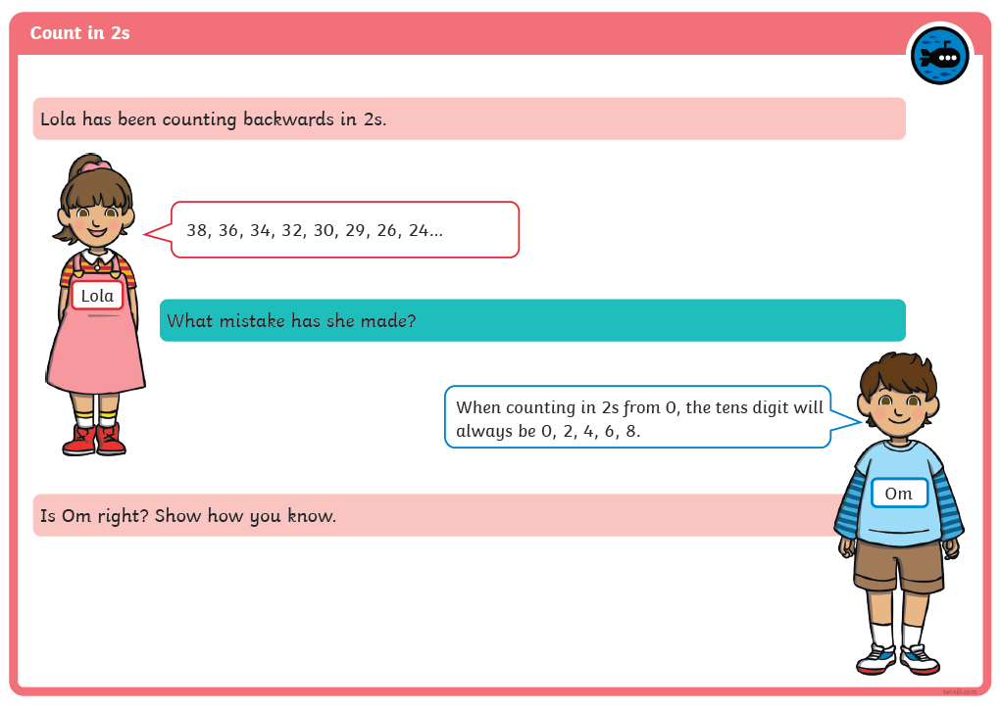 Count in 2s
Lola has been counting backwards in 2s.
38, 36, 34, 32, 30, 29, 26, 24...
Lola
What mistake has she made?
When counting in 2s from 0, the tens digit will
always be 0, 2, 4, 6, 8.
Om
Is Om right? Show how you know.
twinkl.com